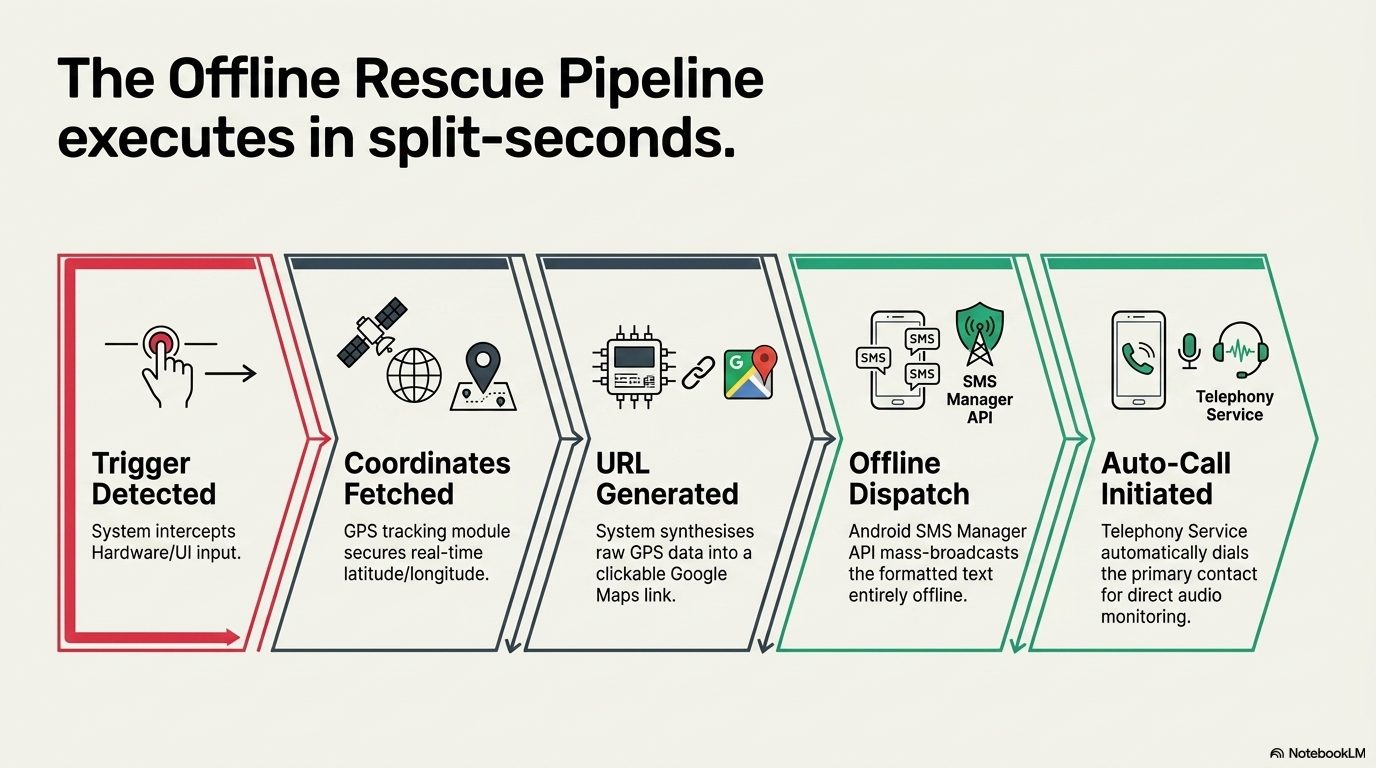 The Offline Rescue Pipeline
executes in split-seconds.
Trigger
Detected
System intercepts
Hardware/UI input.
Coordinates
Fetched
GPS tracking module
secures real-time
latitude/longitude.
G
URL
Generated
System synthesises
raw GPS data into a
clickable Google
Maps link.
SMS
SMS
SMS
SMS
Manager
API
Offline
Dispatch
Android SMS Manager
API mass-broadcasts
the formatted text
entirely offline.
Telephony
Service
Auto-Call
Initiated
Telephony Service
automatically dials
the primary contact
for direct audio
monitoring.
NotebookLM